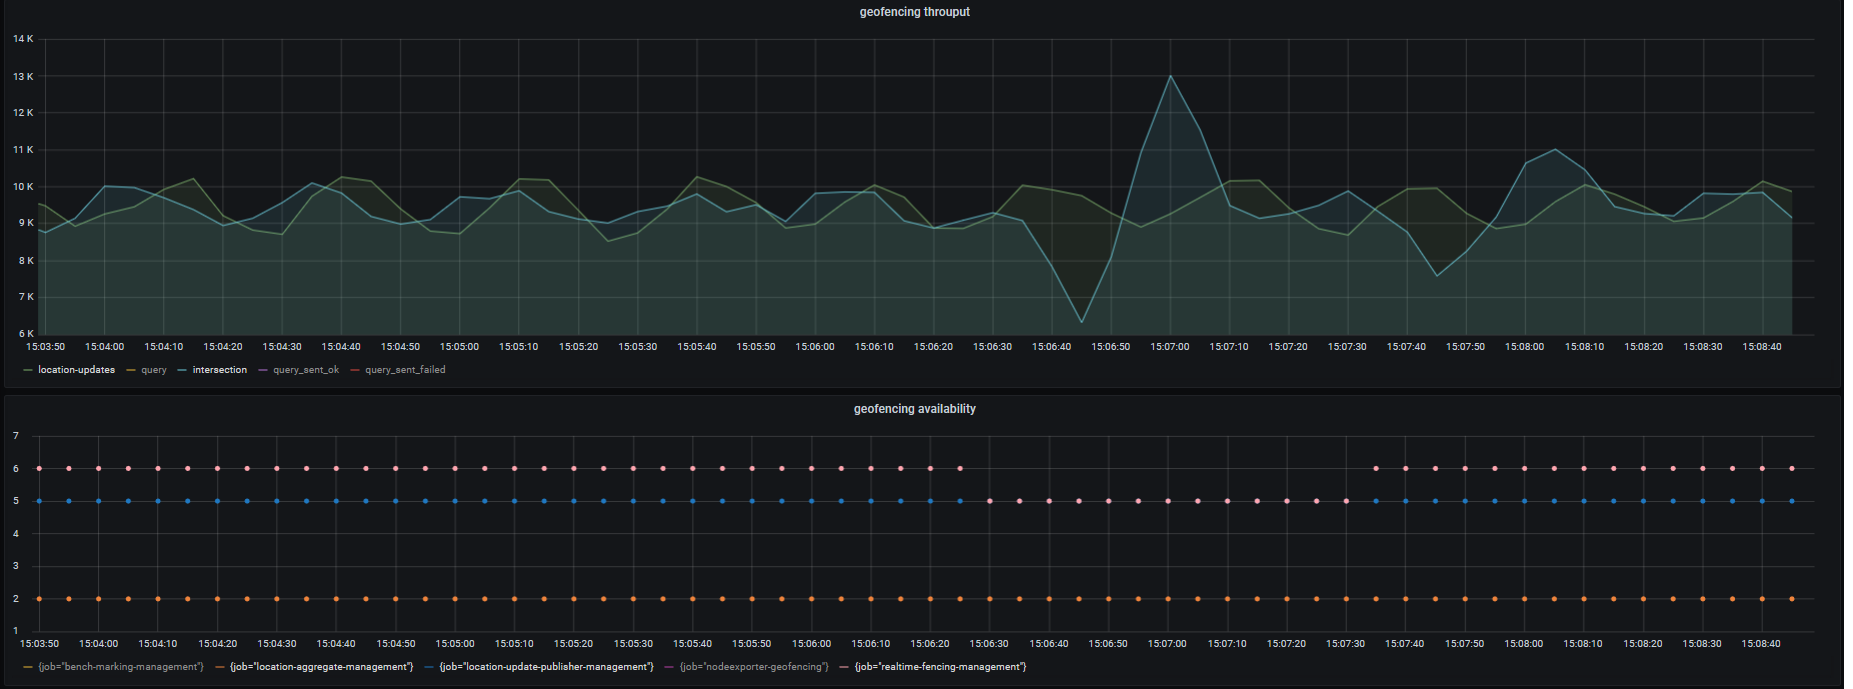 geofencing throuput
14 K
13 K
12 K
11 K
10 K
9 K
8 K
7 K
6 K
15:03:50 15:04:00 15:04:10 15:04:20 15:04:30 15:04:40 15:04:50 15:05:00 15:05:10 15:05:20 15:05:30 15:05:40 15:05:50 15:06:00 15:06:10 15:06:20 15:06:30 15:06:40 15:06:50 15:07:00 15:07:10 15:07:20 15:07:30 15:07:40 15:07:50 15:08:00 15:08:10 15:08:20 15:08:30 15:08:40
location-updates query intersection query_sent_ok query_sent_failed
geofencing availability
7
6
5
4
3
2
1
15:03:50 15:04:00 15:04:10 15:04:20 15:04:30 15:04:40 15:04:50 15:05:00 15:05:10 15:05:20 15:05:30 15:05:40 15:05:50 15:06:00 15:06:10 15:06:20 15:06:30 15:06:40 15:06:50 15:07:00 15:07:10 15:07:20 15:07:30 15:07:40 15:07:50 15:08:00 15:08:10 15:08:20 15:08:30 15:08:40
{job="bench-marking-management"} {job="location-aggregate-management"} {job="location-update-publisher-management"} {job="nodeexporter-geofencing"} {job="realtime-fencing-management"}